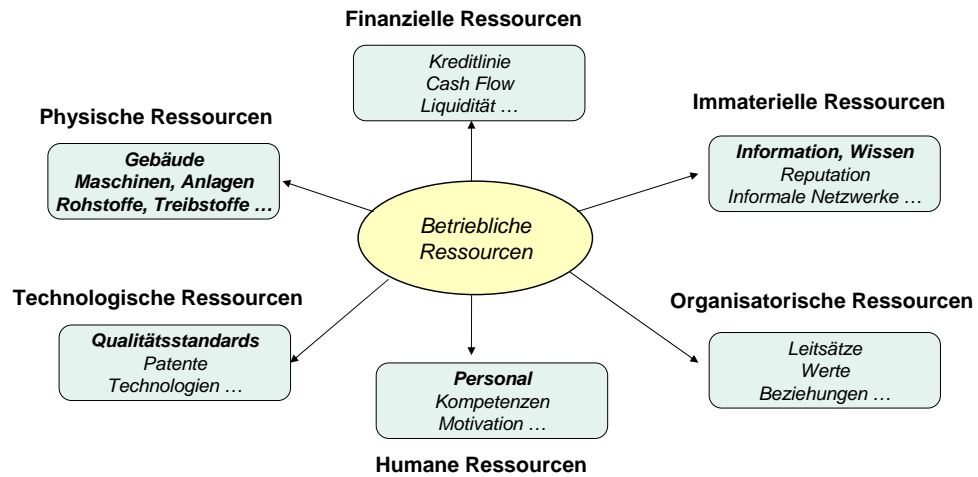 Finanzielle Ressourcen
Kreditlinie
Cash Flow
Liquidität …
Physische Ressourcen
Gebäude
Maschinen, Anlagen
Rohstoffe, Treibstoffe …
Immaterielle Ressourcen
Information, Wissen
Reputation
Informale Netzwerke …
Betriebliche
Ressourcen
Technologische Ressourcen
Qualitätsstandards
Patente
Technologien …
Personal
Kompetenzen
Motivation …
Humane Ressourcen
Organisatorische Ressourcen
Leitsätze
Werte
Beziehungen …